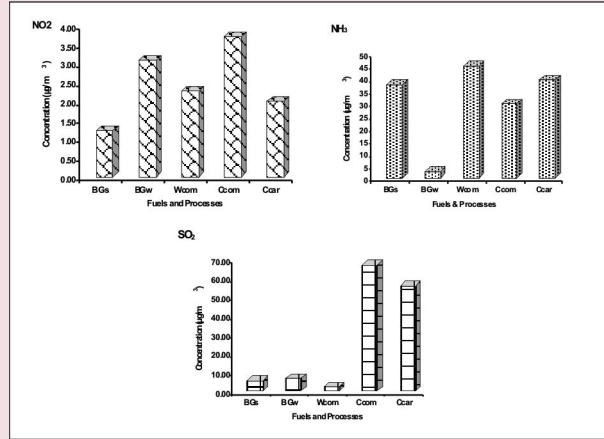 NO2
Concentration (µg/m³)
4.00
3.50
3.00
2.50
2.00
1.50
1.00
0.50
0.00
BGs BGw Wcom Ccom Ccar
Fuels and Processes
NH₃
Concentration (µg/m³)
50
45
40
35
30
25
20
15
10
5
0
BGs BGw Wcom Ccom Ccar
Fuels & Processes
SO₂
Concentration (µg/m³)
70.00
60.00
50.00
40.00
30.00
20.00
10.00
0.00
BGs BGw Wcom Ccom Ccar
Fuels and Processes